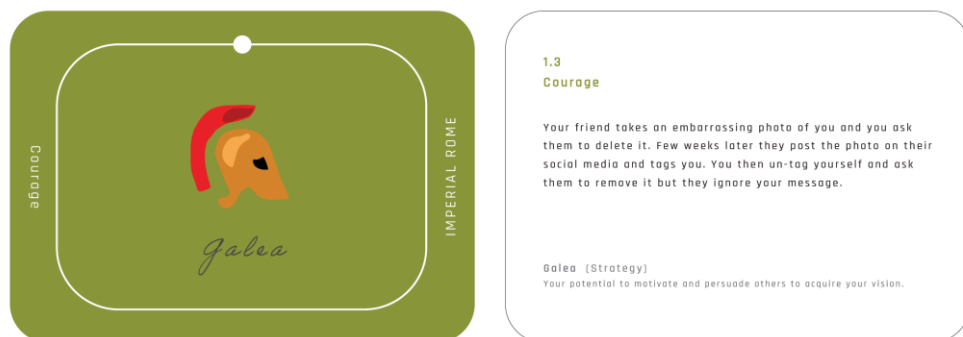 Courage
IMPERIAL ROME
galea
1.3
Courage
Your friend takes an embarrassing photo of you and you ask
them to delete it. Few weeks later they post the photo on their
social media and tags you. You then un-tag yourself and ask
them to remove it but they ignore your message.
Galea (Strategy)
Your potential to motivate and persuade others to acquire your vision.